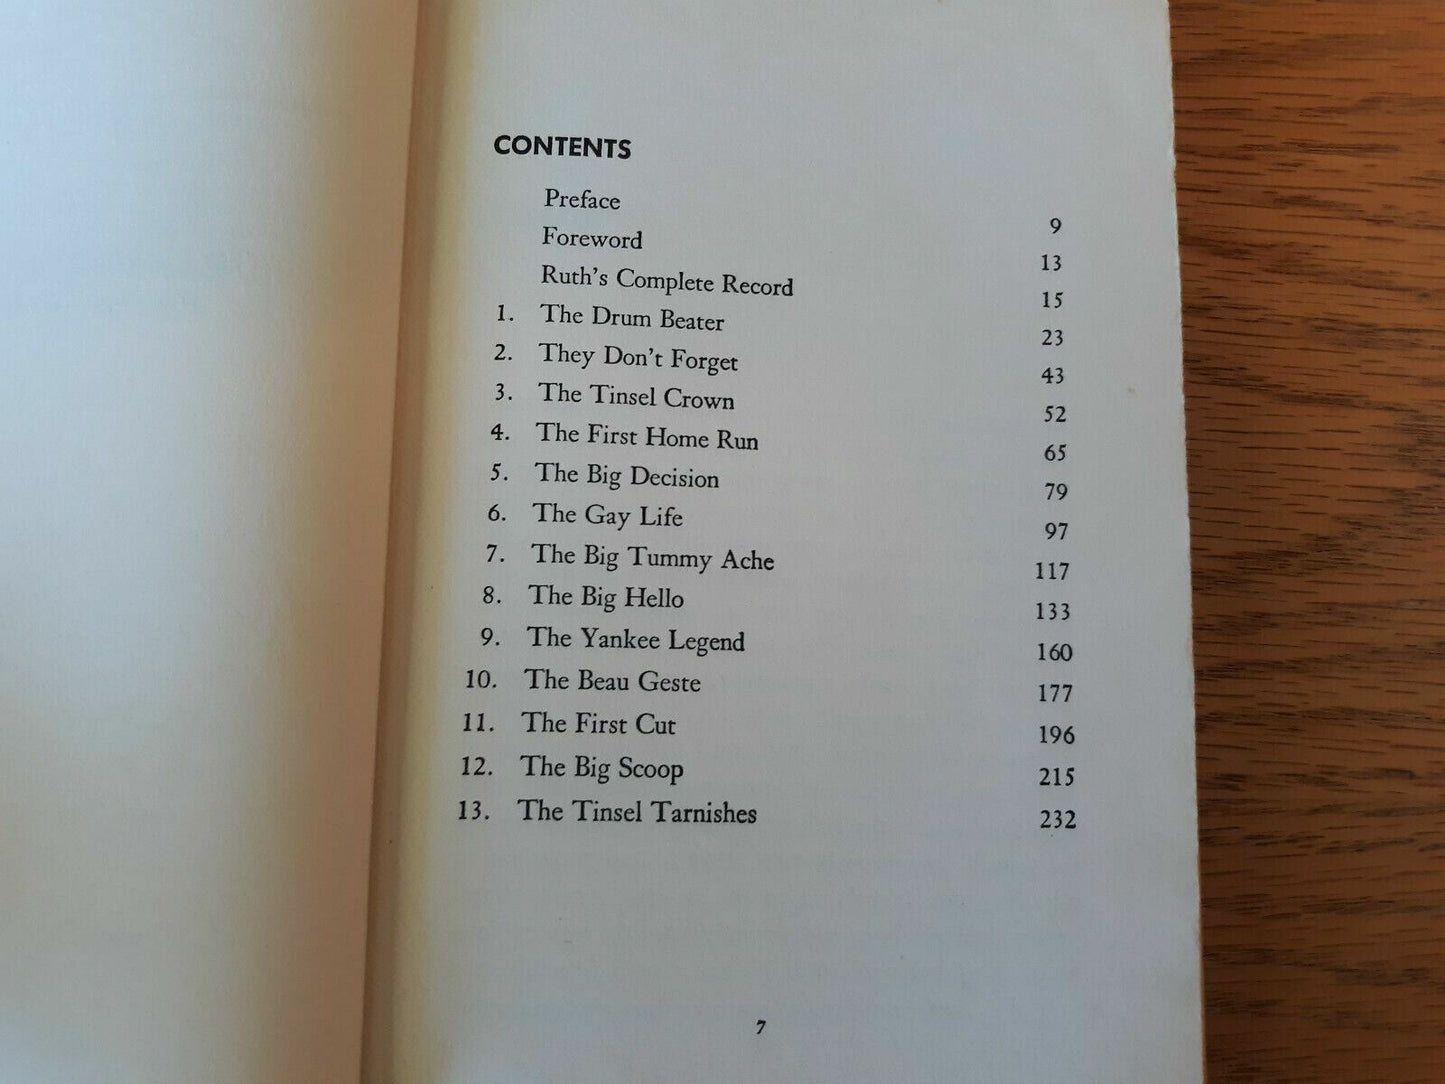 CONTENTS
Preface 9
Foreword 13
Ruth's Complete Record 15
1. The Drum Beater 23
2. They Don't Forget 43
3. The Tinsel Crown 52
4. The First Home Run 65
5. The Big Decision 79
6. The Gay Life 97
7. The Big Tummy Ache 117
8. The Big Hello 133
9. The Yankee Legend 160
10. The Beau Geste 177
11. The First Cut 196
12. The Big Scoop 215
13. The Tinsel Tarnishes 232
7